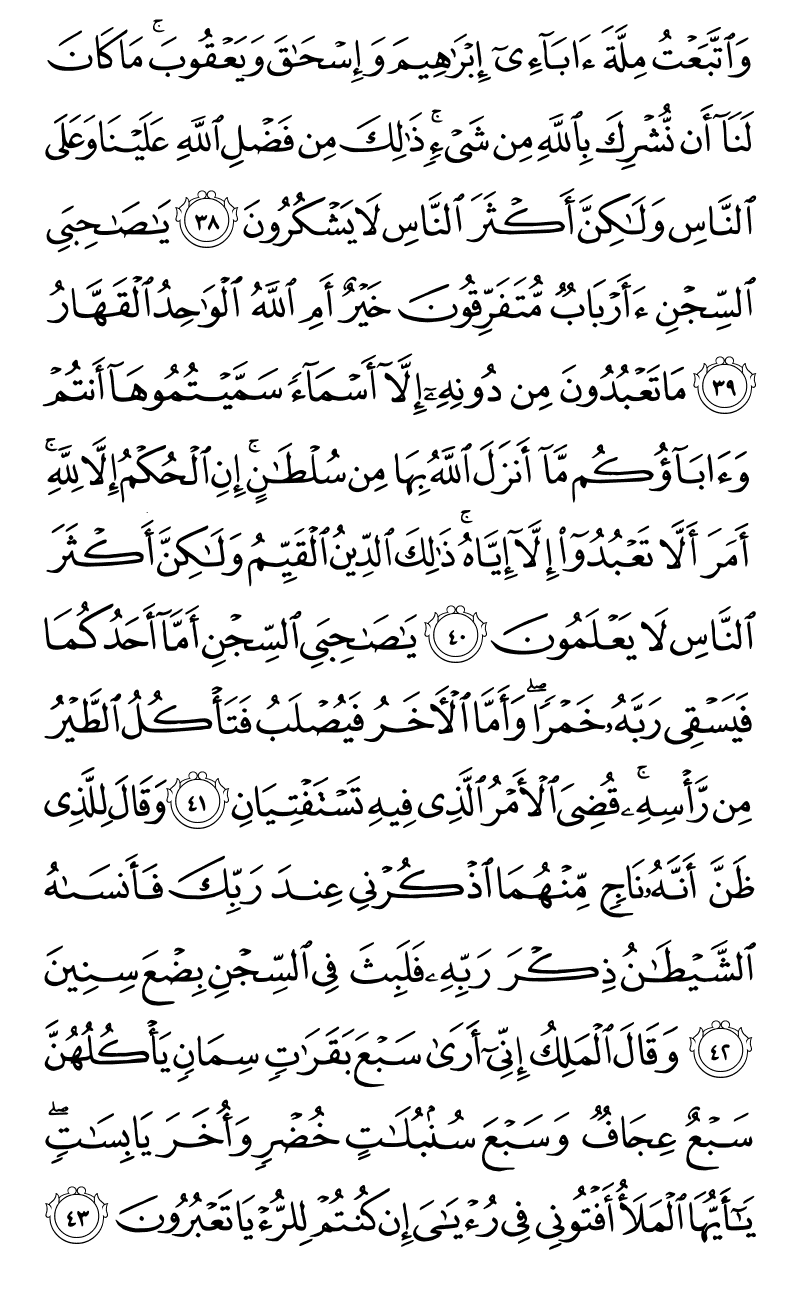 وَٱتَّبَعۡتُ مِلَّةَ ءَابَآءِيٓ إِبۡرَٰهِيمَ وَإِسۡحَٰقَ وَيَعۡقُوبَۚ مَا كَانَ
لَنَآ أَن نُّشۡرِكَ بِٱللَّهِ مِن شَيۡءٖۚ ذَٰلِكَ مِن فَضۡلِ ٱللَّهِ عَلَيۡنَا وَعَلَى
ٱلنَّاسِ وَلَٰكِنَّ أَكۡثَرَ ٱلنَّاسِ لَا يَشۡكُرُونَ ٣٨ يَٰصَٰحِبَيِ
ٱلسِّجۡنِ ءَأَرۡبَابٞ مُّتَفَرِّقُونَ خَيۡرٌ أَمِ ٱللَّهُ ٱلۡوَٰحِدُ ٱلۡقَهَّارُ
٣٩ مَا تَعۡبُدُونَ مِن دُونِهِۦٓ إِلَّآ أَسۡمَآءٗ سَمَّيۡتُمُوهَآ أَنتُمۡ
وَءَابَآؤُكُم مَّآ أَنزَلَ ٱللَّهُ بِهَا مِن سُلۡطَٰنٍۚ إِنِ ٱلۡحُكۡمُ إِلَّا لِلَّهِۚ
أَمَرَ أَلَّا تَعۡبُدُوٓاْ إِلَّآ إِيَّاهُۚ ذَٰلِكَ ٱلدِّينُ ٱلۡقَيِّمُ وَلَٰكِنَّ أَكۡثَرَ
ٱلنَّاسِ لَا يَعۡلَمُونَ ٤٠ يَٰصَٰحِبَيِ ٱلسِّجۡنِ أَمَّآ أَحَدُكُمَا
فَيَسۡقِي رَبَّهُۥ خَمۡرٗاۖ وَأَمَّا ٱلۡأٓخَرُ فَيُصۡلَبُ فَتَأۡكُلُ ٱلطَّيۡرُ
مِن رَّأۡسِهِۦۚ قُضِيَ ٱلۡأَمۡرُ ٱلَّذِي فِيهِ تَسۡتَفۡتِيَانِ ٤١ وَقَالَ لِلَّذِي
ظَنَّ أَنَّهُۥ نَاجٖ مِّنۡهُمَا ٱذۡكُرۡنِي عِندَ رَبِّكَ فَأَنسَىٰهُ
ٱلشَّيۡطَٰنُ ذِكۡرَ رَبِّهِۦ فَلَبِثَ فِي ٱلسِّجۡنِ بِضۡعَ سِنِينَ
٤٢ وَقَالَ ٱلۡمَلِكُ إِنِّيٓ أَرَىٰ سَبۡعَ بَقَرَٰتٖ سِمَانٖ يَأۡكُلُهُنَّ
سَبۡعٌ عِجَافٞ وَسَبۡعَ سُنۢبُلَٰتٍ خُضۡرٖ وَأُخَرَ يَابِسَٰتٖۖ
يَٰٓأَيُّهَا ٱلۡمَلَأُ أَفۡتُونِي فِي رُءۡيَٰيَ إِن كُنتُمۡ لِلرُّءۡيَا تَعۡبُرُونَ ٤٣